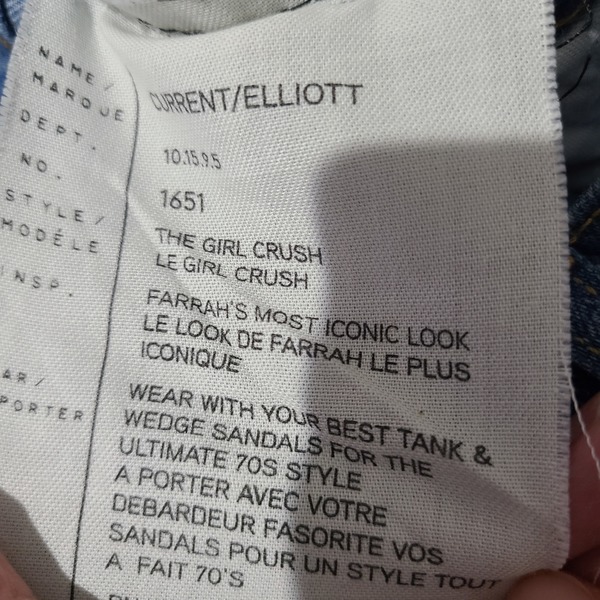 NAME/
MARQUE
CURRENT/ELLIOTT
DEPT.
10.15.9.5
NO.
1651
STYLE/
MODÉLE
THE GIRL CRUSH
LE GIRL CRUSH
INSP.
FARRAH'S MOST ICONIC LOOK
LE LOOK DE FARRAH LE PLUS
ICONIQUE
AR/
PORTER
WEAR WITH YOUR BEST TANK &
WEDGE SANDALS FOR THE
ULTIMATE 70S STYLE
A PORTER AVEC VOTRE
DEBARDEUR FASORITE VOS
SANDALS POUR UN STYLE TOUT
A FAIT 70'S